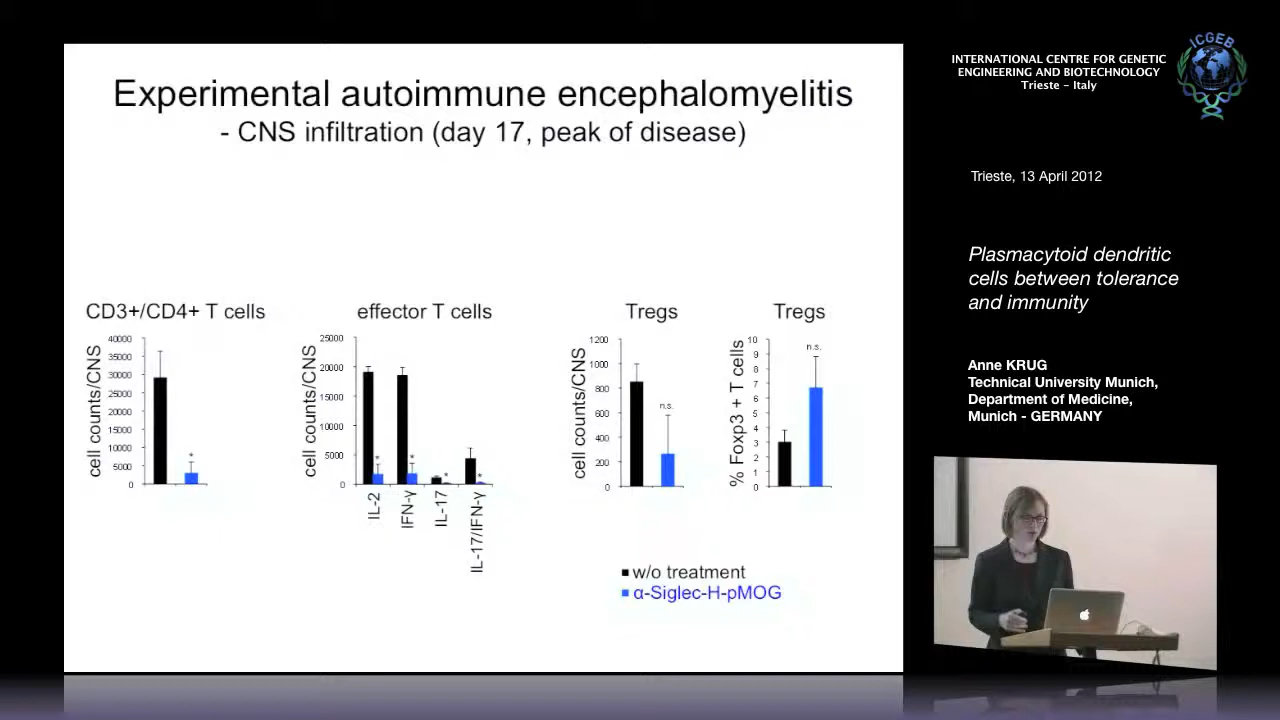 Experimental autoimmune encephalomyelitis
- CNS infiltration (day 17, peak of disease)
CD3+/CD4+ T cells
cell counts/CNS
40000
35000
30000
25000
20000
15000
10000
5000
0
*
effector T cells
cell counts/CNS
25000
20000
15000
10000
5000
0
*
*
*
*
IL-2
IFN-γ
IL-17
IL-17/IFN-γ
Tregs
cell counts/CNS
1200
1000
800
600
400
200
0
n.s.
Tregs
% Foxp3 + T cells
10
9
8
7
6
5
4
3
2
1
0
n.s.
w/o treatment
α-Siglec-H-pMOG
INTERNATIONAL CENTRE FOR GENETIC
ENGINEERING AND BIOTECHNOLOGY
Trieste - Italy
ICGEB
Trieste, 13 April 2012
Plasmacytoid dendritic
cells between tolerance
and immunity
Anne KRUG
Technical University Munich,
Department of Medicine,
Munich - GERMANY